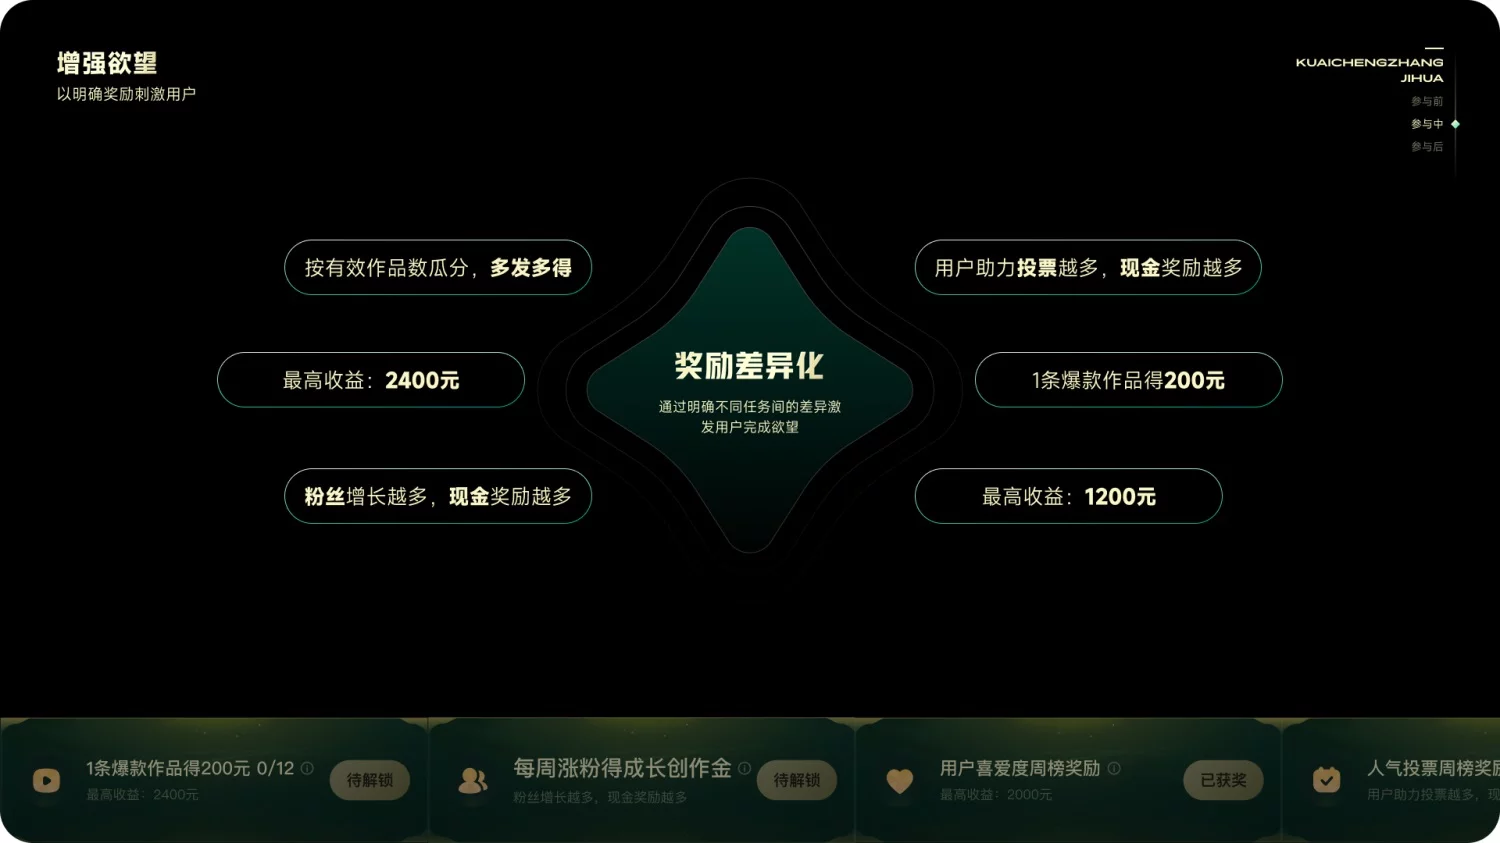 增强欲望
以明确奖励刺激用户
KUAICHENGZHANG
JIHUA
参与前
参与中
参与后
按有效作品数瓜分，多发多得
用户助力投票越多，现金奖励越多
最高收益：2400元
奖励差异化
通过明确不同任务间的差异激
发用户完成欲望
1条爆款作品得200元
粉丝增长越多，现金奖励越多
最高收益：1200元
1条爆款作品得200元 0/12
最高收益：2400元
待解锁
每周涨粉得成长创作金
粉丝增长越多，现金奖励越多
待解锁
用户喜爱度周榜奖励
最高收益：2000元
已获奖
人气投票周榜奖励
用户助力投票越多，现